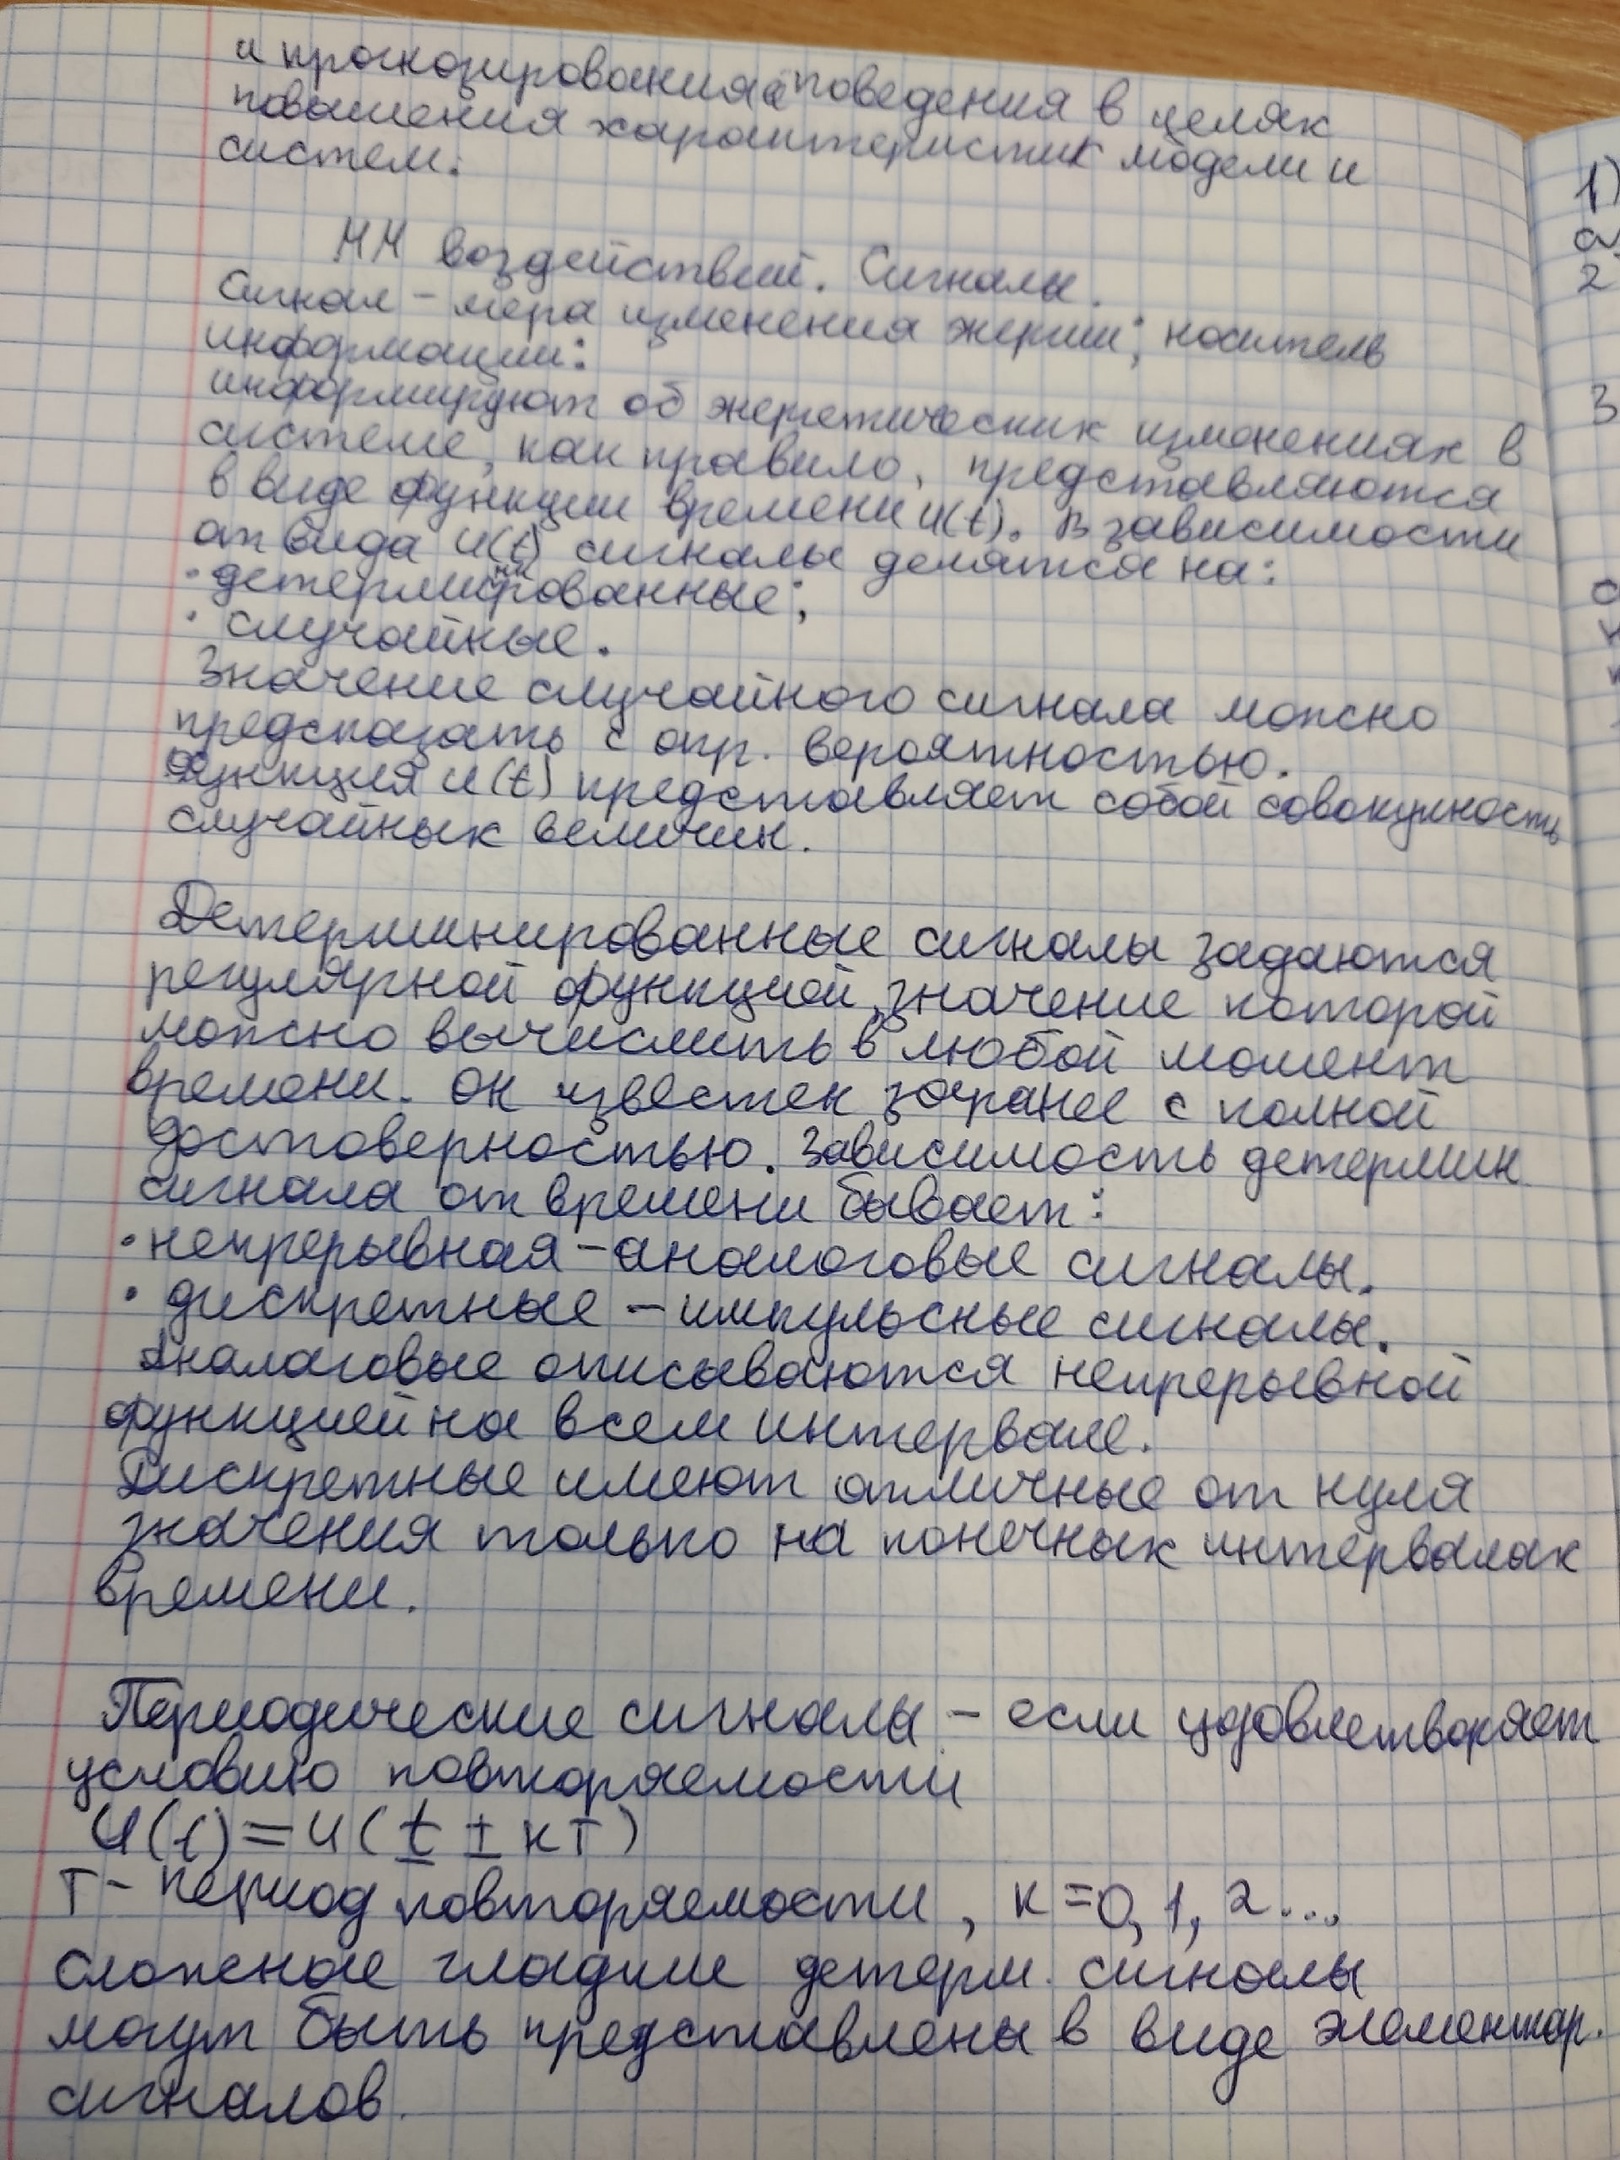 и прогнозирования поведения в целях
повышения характеристик модели и
систем.
ММ воздействий. Сигналы.
Сигнал – мера изменения энергии; носитель
информации:
информируют об энергетических изменениях в
системе, как правило, представляются
в виде функции времени u(t). В зависимости
от вида u(t) сигналы делятся на:
· детерминированные;
· случайные.
Значение случайного сигнала можно
предсказать с опр. вероятностью.
Функция u(t) представляет собой совокупность
случайных величин.
Детерминированные сигналы задаются
регулярной функцией, значение которой
можно вычислить в любой момент
времени. Он известен заранее с полной
достоверностью. Зависимость детермин
сигнала от времени бывает:
· непрерывная – аналоговые сигналы.
· дискретные – импульсные сигналы.
Аналаговые описываются непрерывной
функцией на всем интервале.
Дискретные имеют отличные от нуля
значения только на конечных интервалах
времени.
Периодические сигналы – если удовлетворяет
условию повторяемости
u(t) = u(t ± кT)
T – период повторяемости, к = 0, 1, 2 ...,
сложные гладкие детерм. сигналы
могут быть представлены в виде элементар.
сигналов.
1)
а
2
3